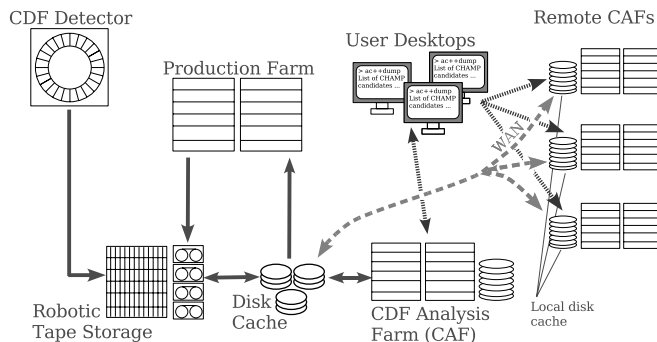 CDF Detector
Remote CAFs
User Desktops
Production Farm
> ac++dump
List of CHAMP
candidates ...
> ac++dump
List of CHAMP
candidates ...
> ac++dump
List of CHAMP
candidates ...
WAN
Robotic
Tape Storage
Disk
Cache
CDF Analysis
Farm (CAF)
Local disk
cache